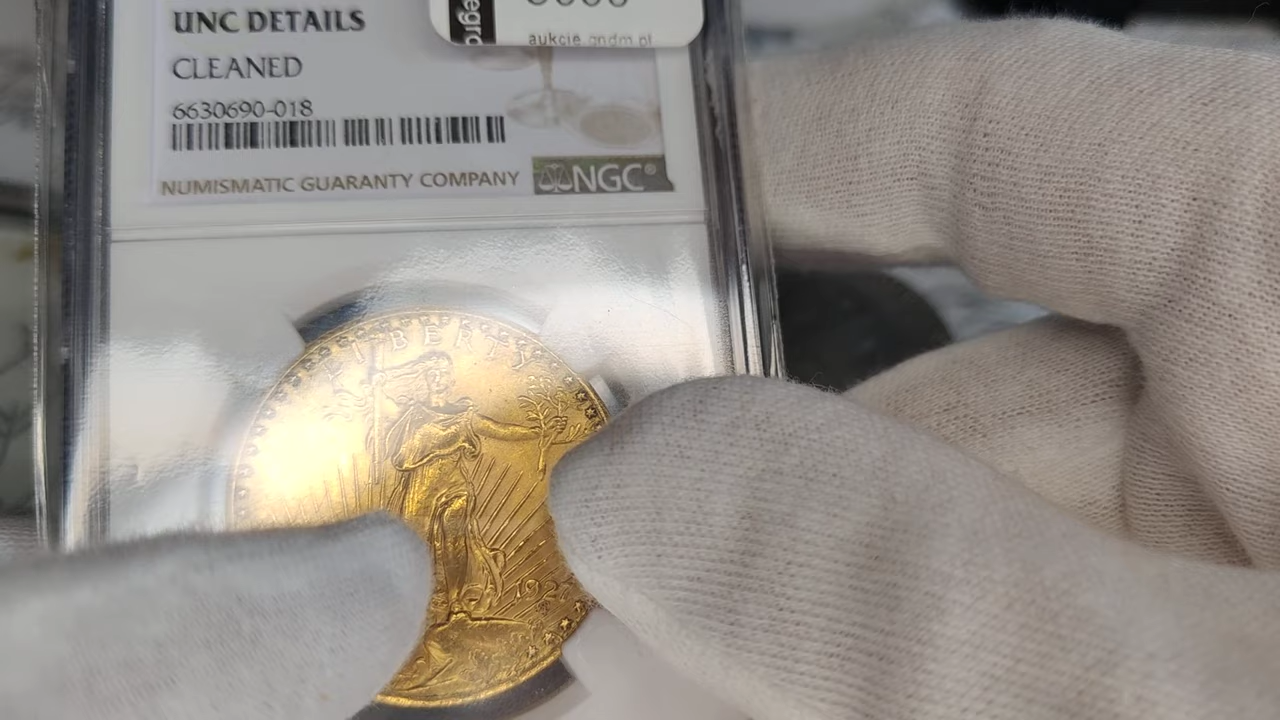 UNC DETAILS
CLEANED
6630690-018
aukcje.gndm.pl
NUMISMATIC GUARANTY COMPANY
NGC®
LIBERTY